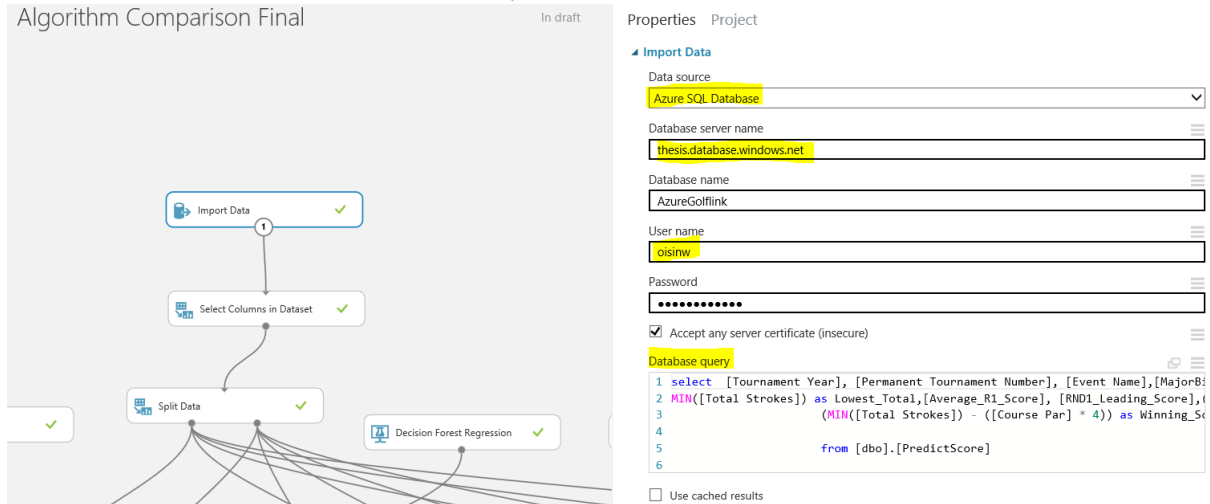 Algorithm Comparison Final
In draft
Import Data
1
Select Columns in Dataset
Split Data
Decision Forest Regression
Properties Project
Import Data
Data source
Azure SQL Database
Database server name
thesis.database.windows.net
Database name
AzureGolflink
User name
oisinw
Password
●●●●●●●●●●●●
Accept any server certificate (insecure)
Database query
1 select [Tournament Year], [Permanent Tournament Number], [Event Name],[MajorBi
2 MIN([Total Strokes]) as Lowest_Total,[Average_R1_Score], [RND1_Leading_Score],(
3 (MIN([Total Strokes]) - ([Course Par] * 4)) as Winning_Sc
4
5 from [dbo].[PredictScore]
6
Use cached results